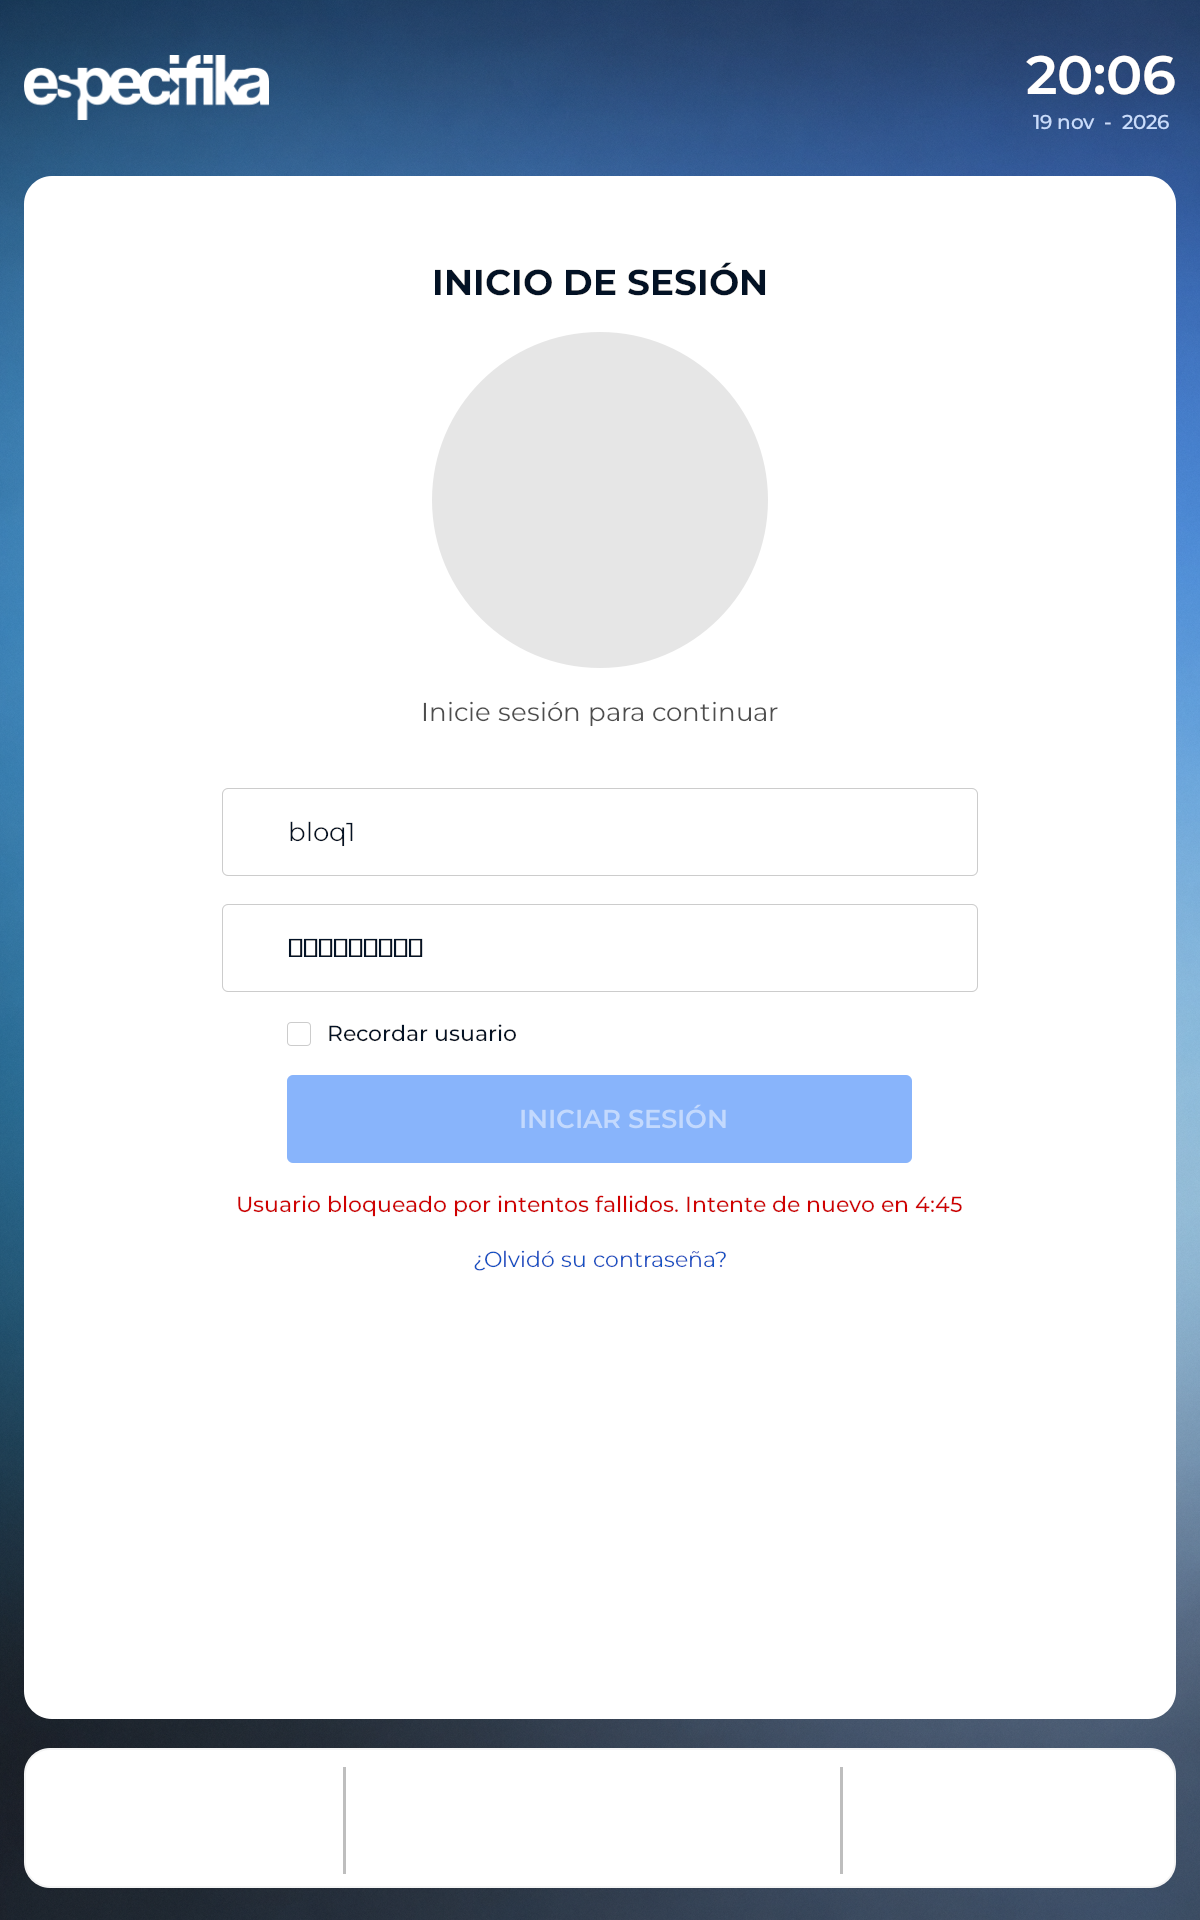 especifika
20:06
19 nov - 2026
INICIO DE SESIÓN
Inicie sesión para continuar
bloq1
Recordar usuario
INICIAR SESIÓN
Usuario bloqueado por intentos fallidos. Intente de nuevo en 4:45
¿Olvidó su contraseña?